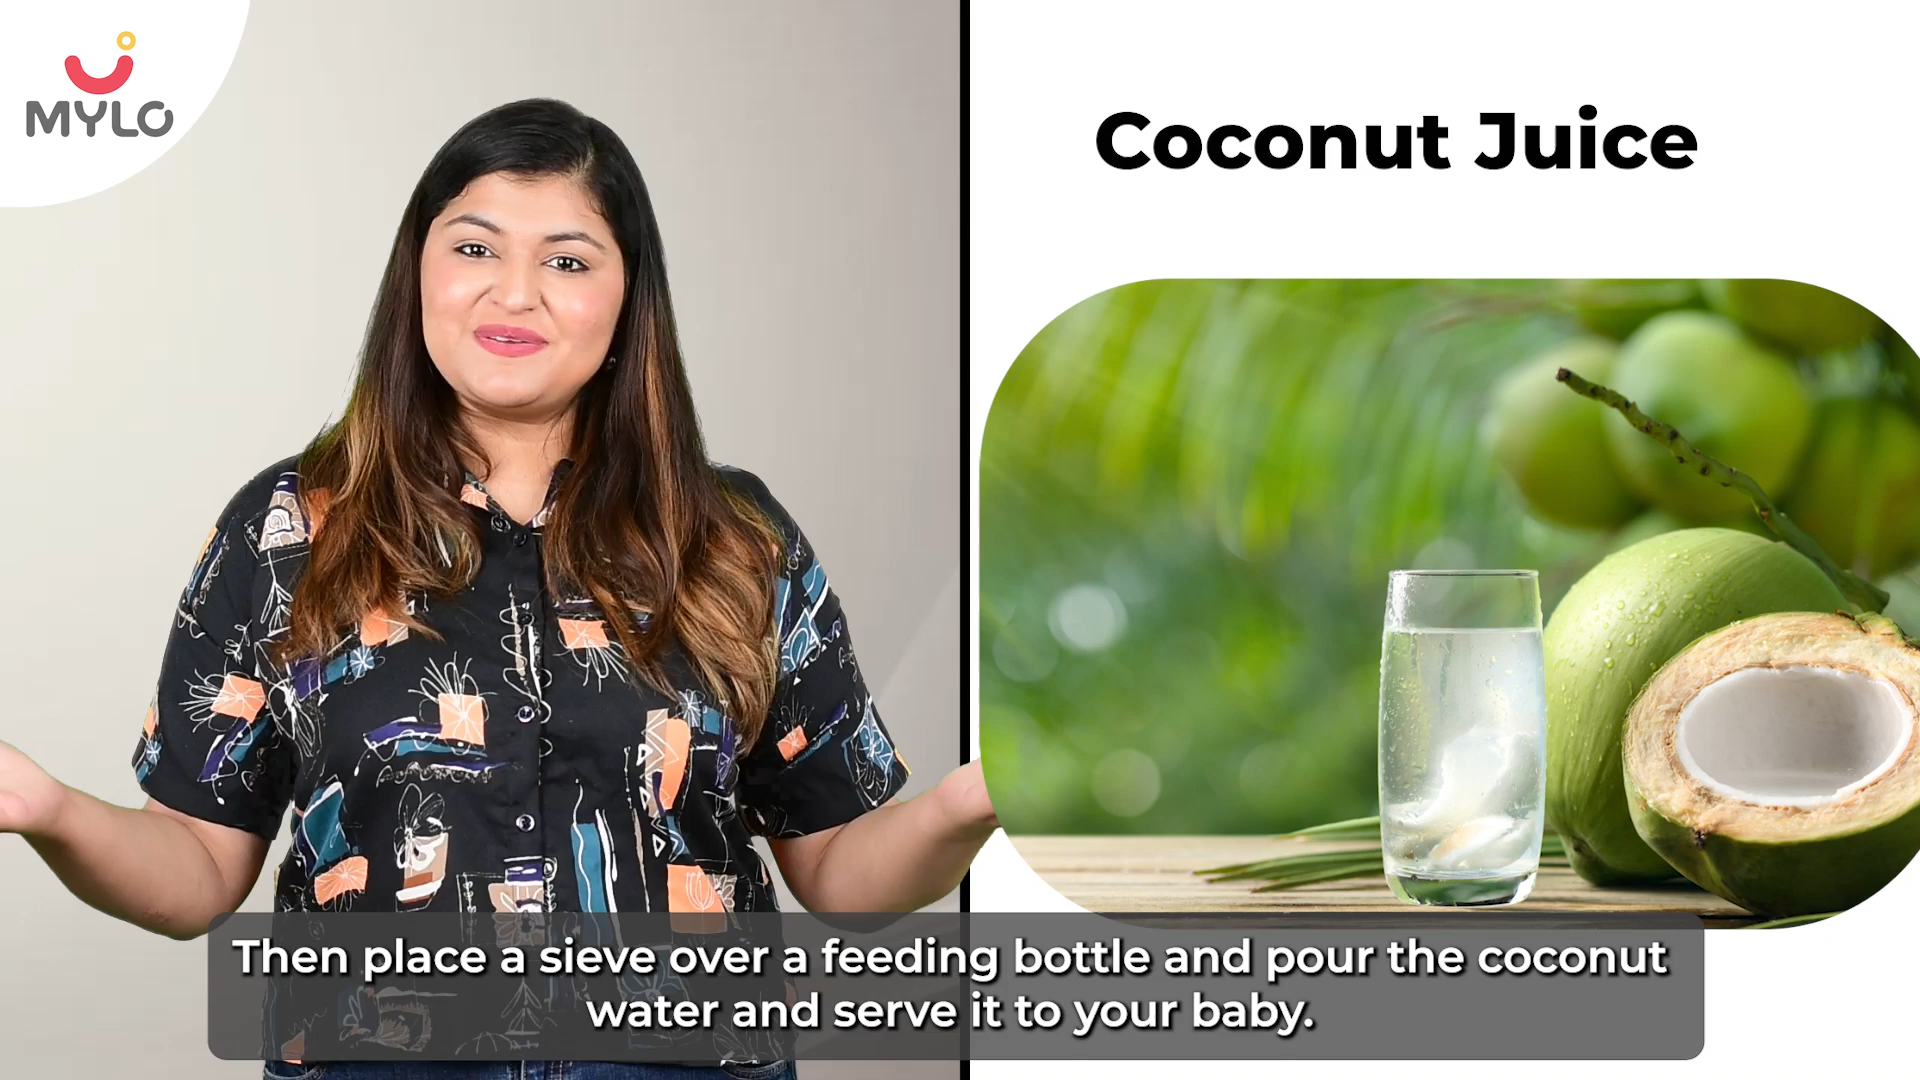 MYLO
Coconut Juice
Then place a sieve over a feeding bottle and pour the coconut
water and serve it to your baby.